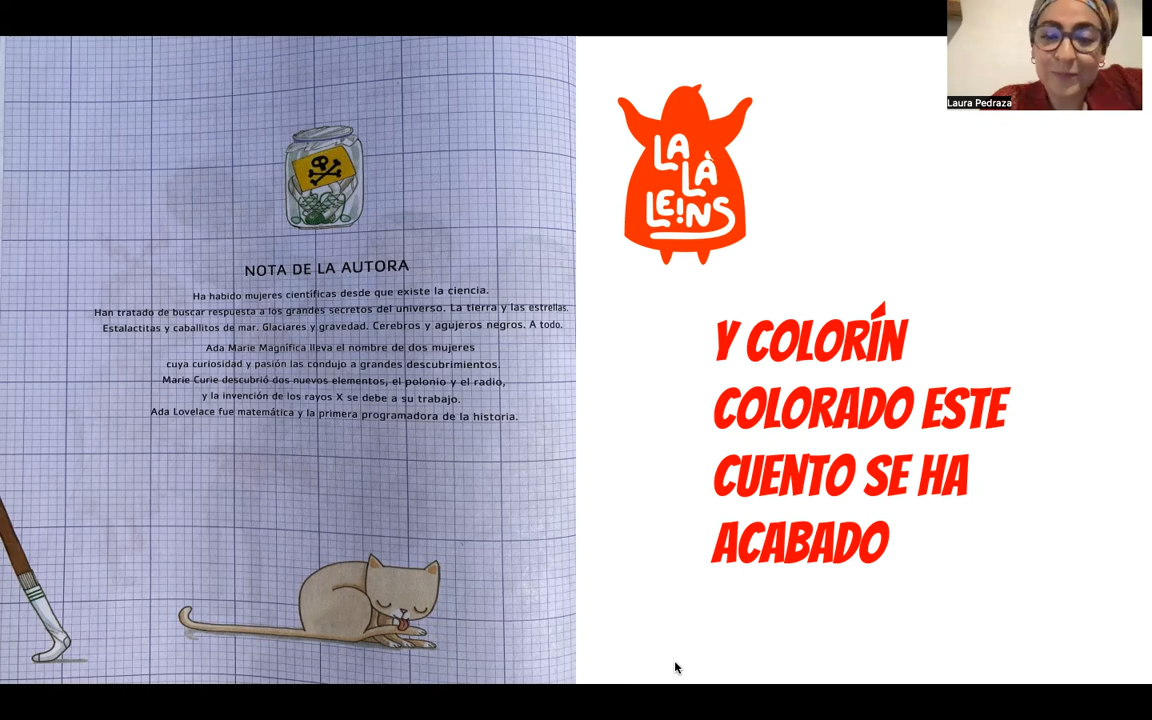 NOTA DE LA AUTORA
Ha habido mujeres científicas desde que existe la ciencia.
Han tratado de buscar respuesta a los grandes secretos del universo. La tierra y las estrellas.
Estalactitas y caballitos de mar. Glaciares y gravedad. Cerebros y agujeros negros. A todo.
Ada Marie Magnífica lleva el nombre de dos mujeres
cuya curiosidad y pasión las condujo a grandes descubrimientos.
Marie Curie descubrió dos nuevos elementos, el polonio y el radio,
y la invención de los rayos X se debe a su trabajo.
Ada Lovelace fue matemática y la primera programadora de la historia.
LA
LÀ
LE!NS
Y COLORÍN
COLORADO ESTE
CUENTO SE HA
ACABADO
Laura Pedraza